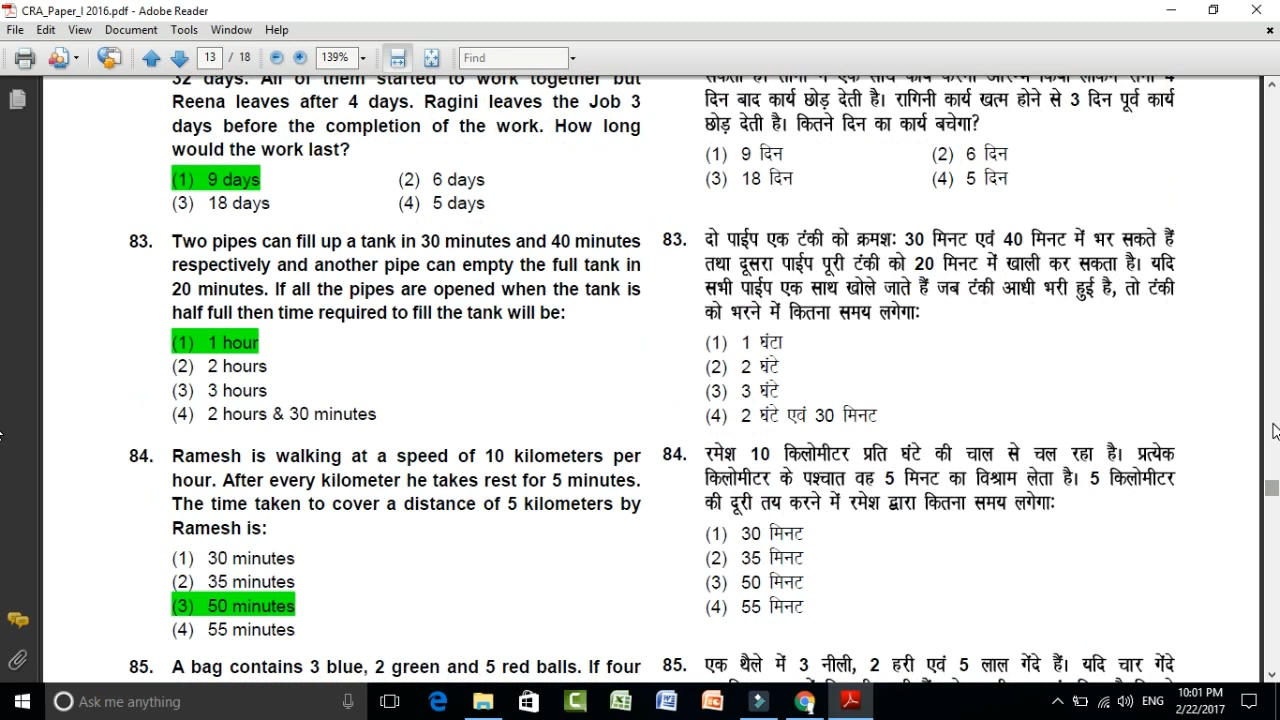 CRA_Paper_I 2016.pdf - Adobe Reader
File Edit View Document Tools Window Help
13 / 18 139% Find
32 days. All of them started to work together but
Reena leaves after 4 days. Ragini leaves the Job 3
days before the completion of the work. How long
would the work last?
(1) 9 days (2) 6 days
(3) 18 days (4) 5 days
83. Two pipes can fill up a tank in 30 minutes and 40 minutes
respectively and another pipe can empty the full tank in
20 minutes. If all the pipes are opened when the tank is
half full then time required to fill the tank will be:
(1) 1 hour
(2) 2 hours
(3) 3 hours
(4) 2 hours & 30 minutes
84. Ramesh is walking at a speed of 10 kilometers per
hour. After every kilometer he takes rest for 5 minutes.
The time taken to cover a distance of 5 kilometers by
Ramesh is:
(1) 30 minutes
(2) 35 minutes
(3) 50 minutes
(4) 55 minutes
85. A bag contains 3 blue, 2 green and 5 red balls. If four
दिन बाद कार्य छोड़ देती है। रागिनी कार्य खत्म होने से 3 दिन पूर्व कार्य
छोड़ देती है। कितने दिन का कार्य बचेगा?
(1) 9 दिन (2) 6 दिन
(3) 18 दिन (4) 5 दिन
83. दो पाईप एक टंकी को क्रमशः 30 मिनट एवं 40 मिनट में भर सकते हैं
तथा दूसरा पाईप पूरी टंकी को 20 मिनट में खाली कर सकता है। यदि
सभी पाईप एक साथ खोले जाते हैं जब टंकी आधी भरी हुई है, तो टंकी
को भरने में कितना समय लगेगाः
(1) 1 घंटा
(2) 2 घंटे
(3) 3 घंटे
(4) 2 घंटे एवं 30 मिनट
84. रमेश 10 किलोमीटर प्रति घंटे की चाल से चल रहा है। प्रत्येक
किलोमीटर के पश्चात वह 5 मिनट का विश्राम लेता है। 5 किलोमीटर
की दूरी तय करने में रमेश द्वारा कितना समय लगेगाः
(1) 30 मिनट
(2) 35 मिनट
(3) 50 मिनट
(4) 55 मिनट
85. एक थैले में 3 नीली, 2 हरी एवं 5 लाल गेंदे हैं। यदि चार गेंदे
Ask me anything
ENG
10:01 PM
2/22/2017